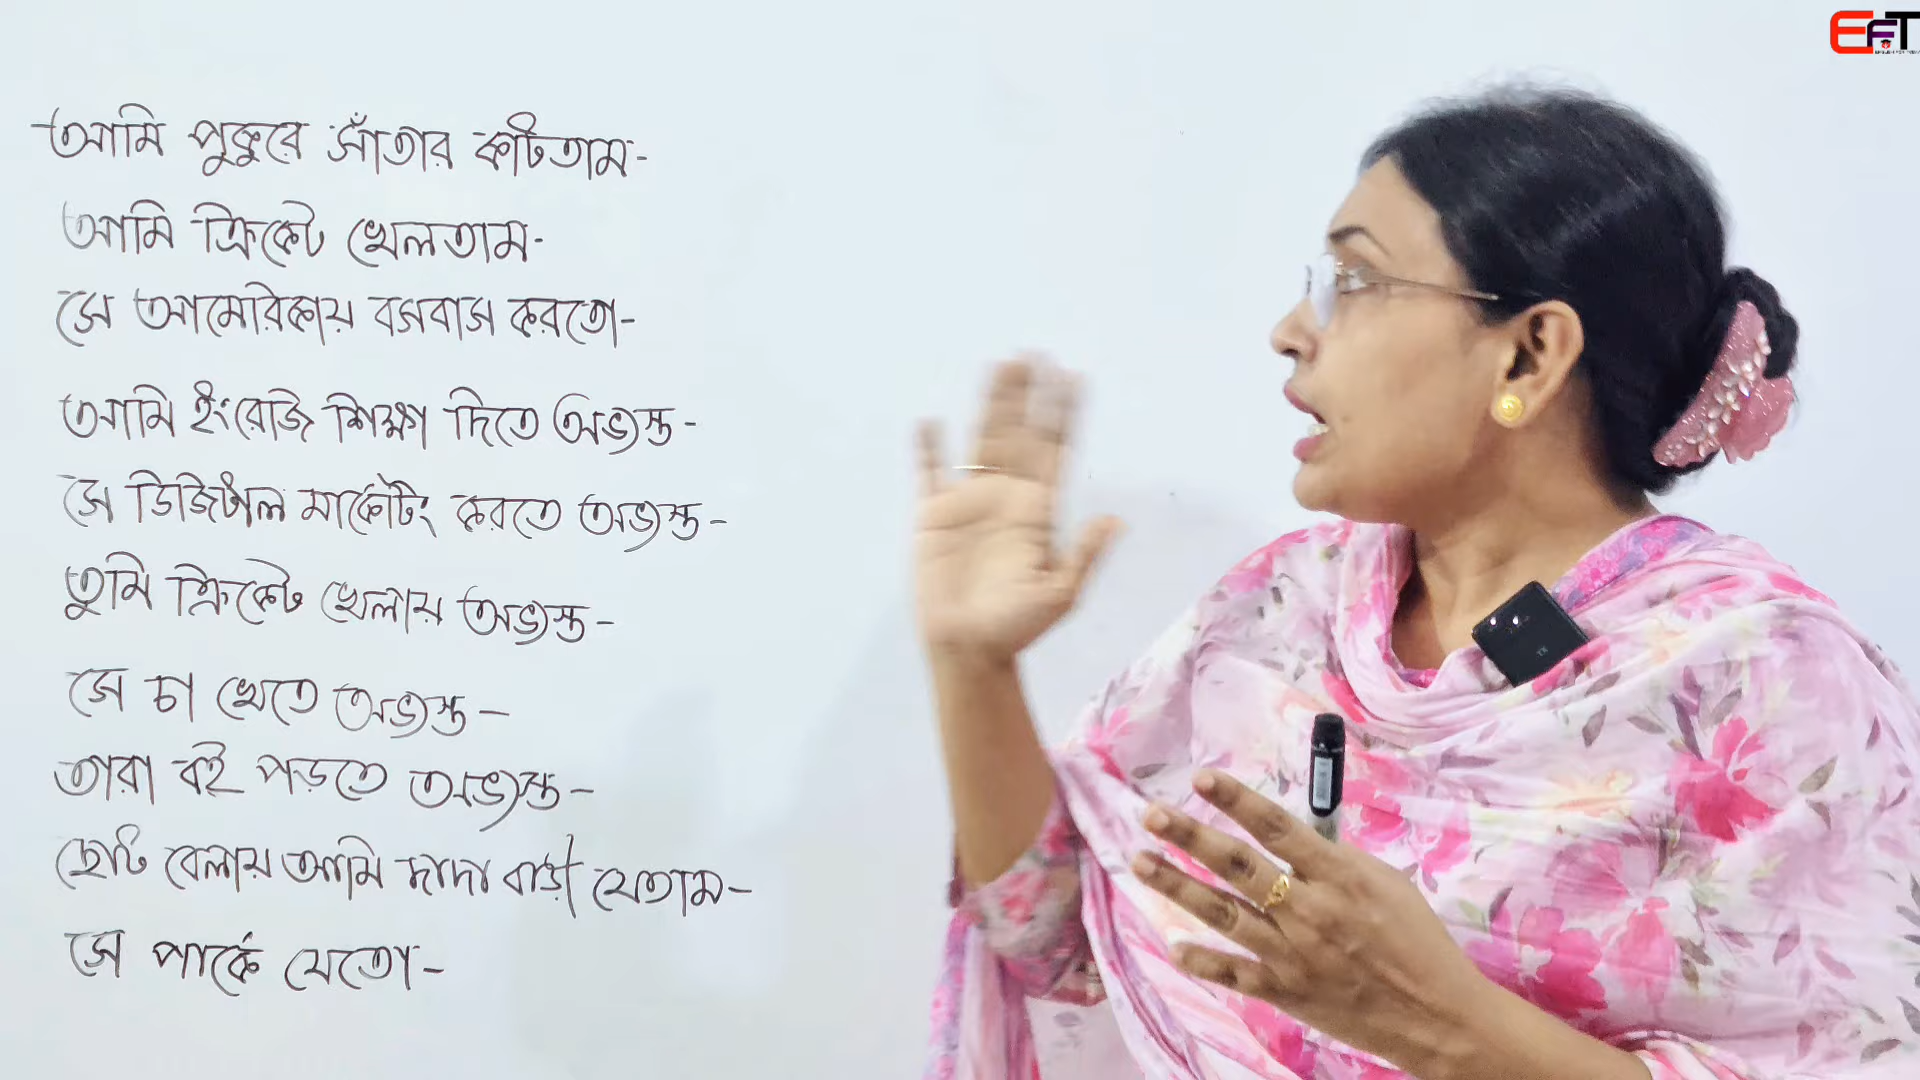 EFT
আমি পুকুরে সাঁতার কাটতাম-
আমি ক্রিকেট খেলতাম-
সে আমেরিকায় বসবাস করতো-
আমি ইংরেজি শিক্ষা দিতে অভ্যস্ত-
সে ডিজিটাল মার্কেটিং করতে অভ্যস্ত-
তুমি ক্রিকেট খেলায় অভ্যস্ত-
সে চা খেতে অভ্যস্ত-
তারা বই পড়তে অভ্যস্ত-
ছোট বেলায় আমি দাদা বাড়ী যেতাম-
সে পার্কে যেতো-